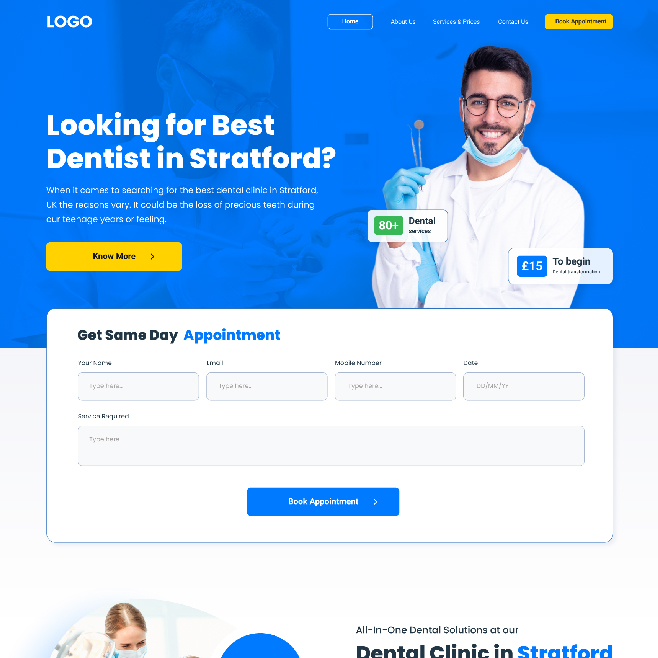 LOGO
Home
About Us
Services & Prices
Contact Us
Book Appointment
Looking for Best
Dentist in Stratford?
When it comes to searching for the best dental clinic in Stratford,
UK the reasons vary. It could be the loss of precious teeth during
our teenage years or feeling.
Know More
80+
Dental
services
£15
To begin
Dental transformation
Get Same Day Appointment
Your Name
Email
Mobile Number
Date
Type here..
Type here..
Type here..
DD/MM/YY
Service Required
Type here
Book Appointment
All-In-One Dental Solutions at our
Dental Clinic in Stratford